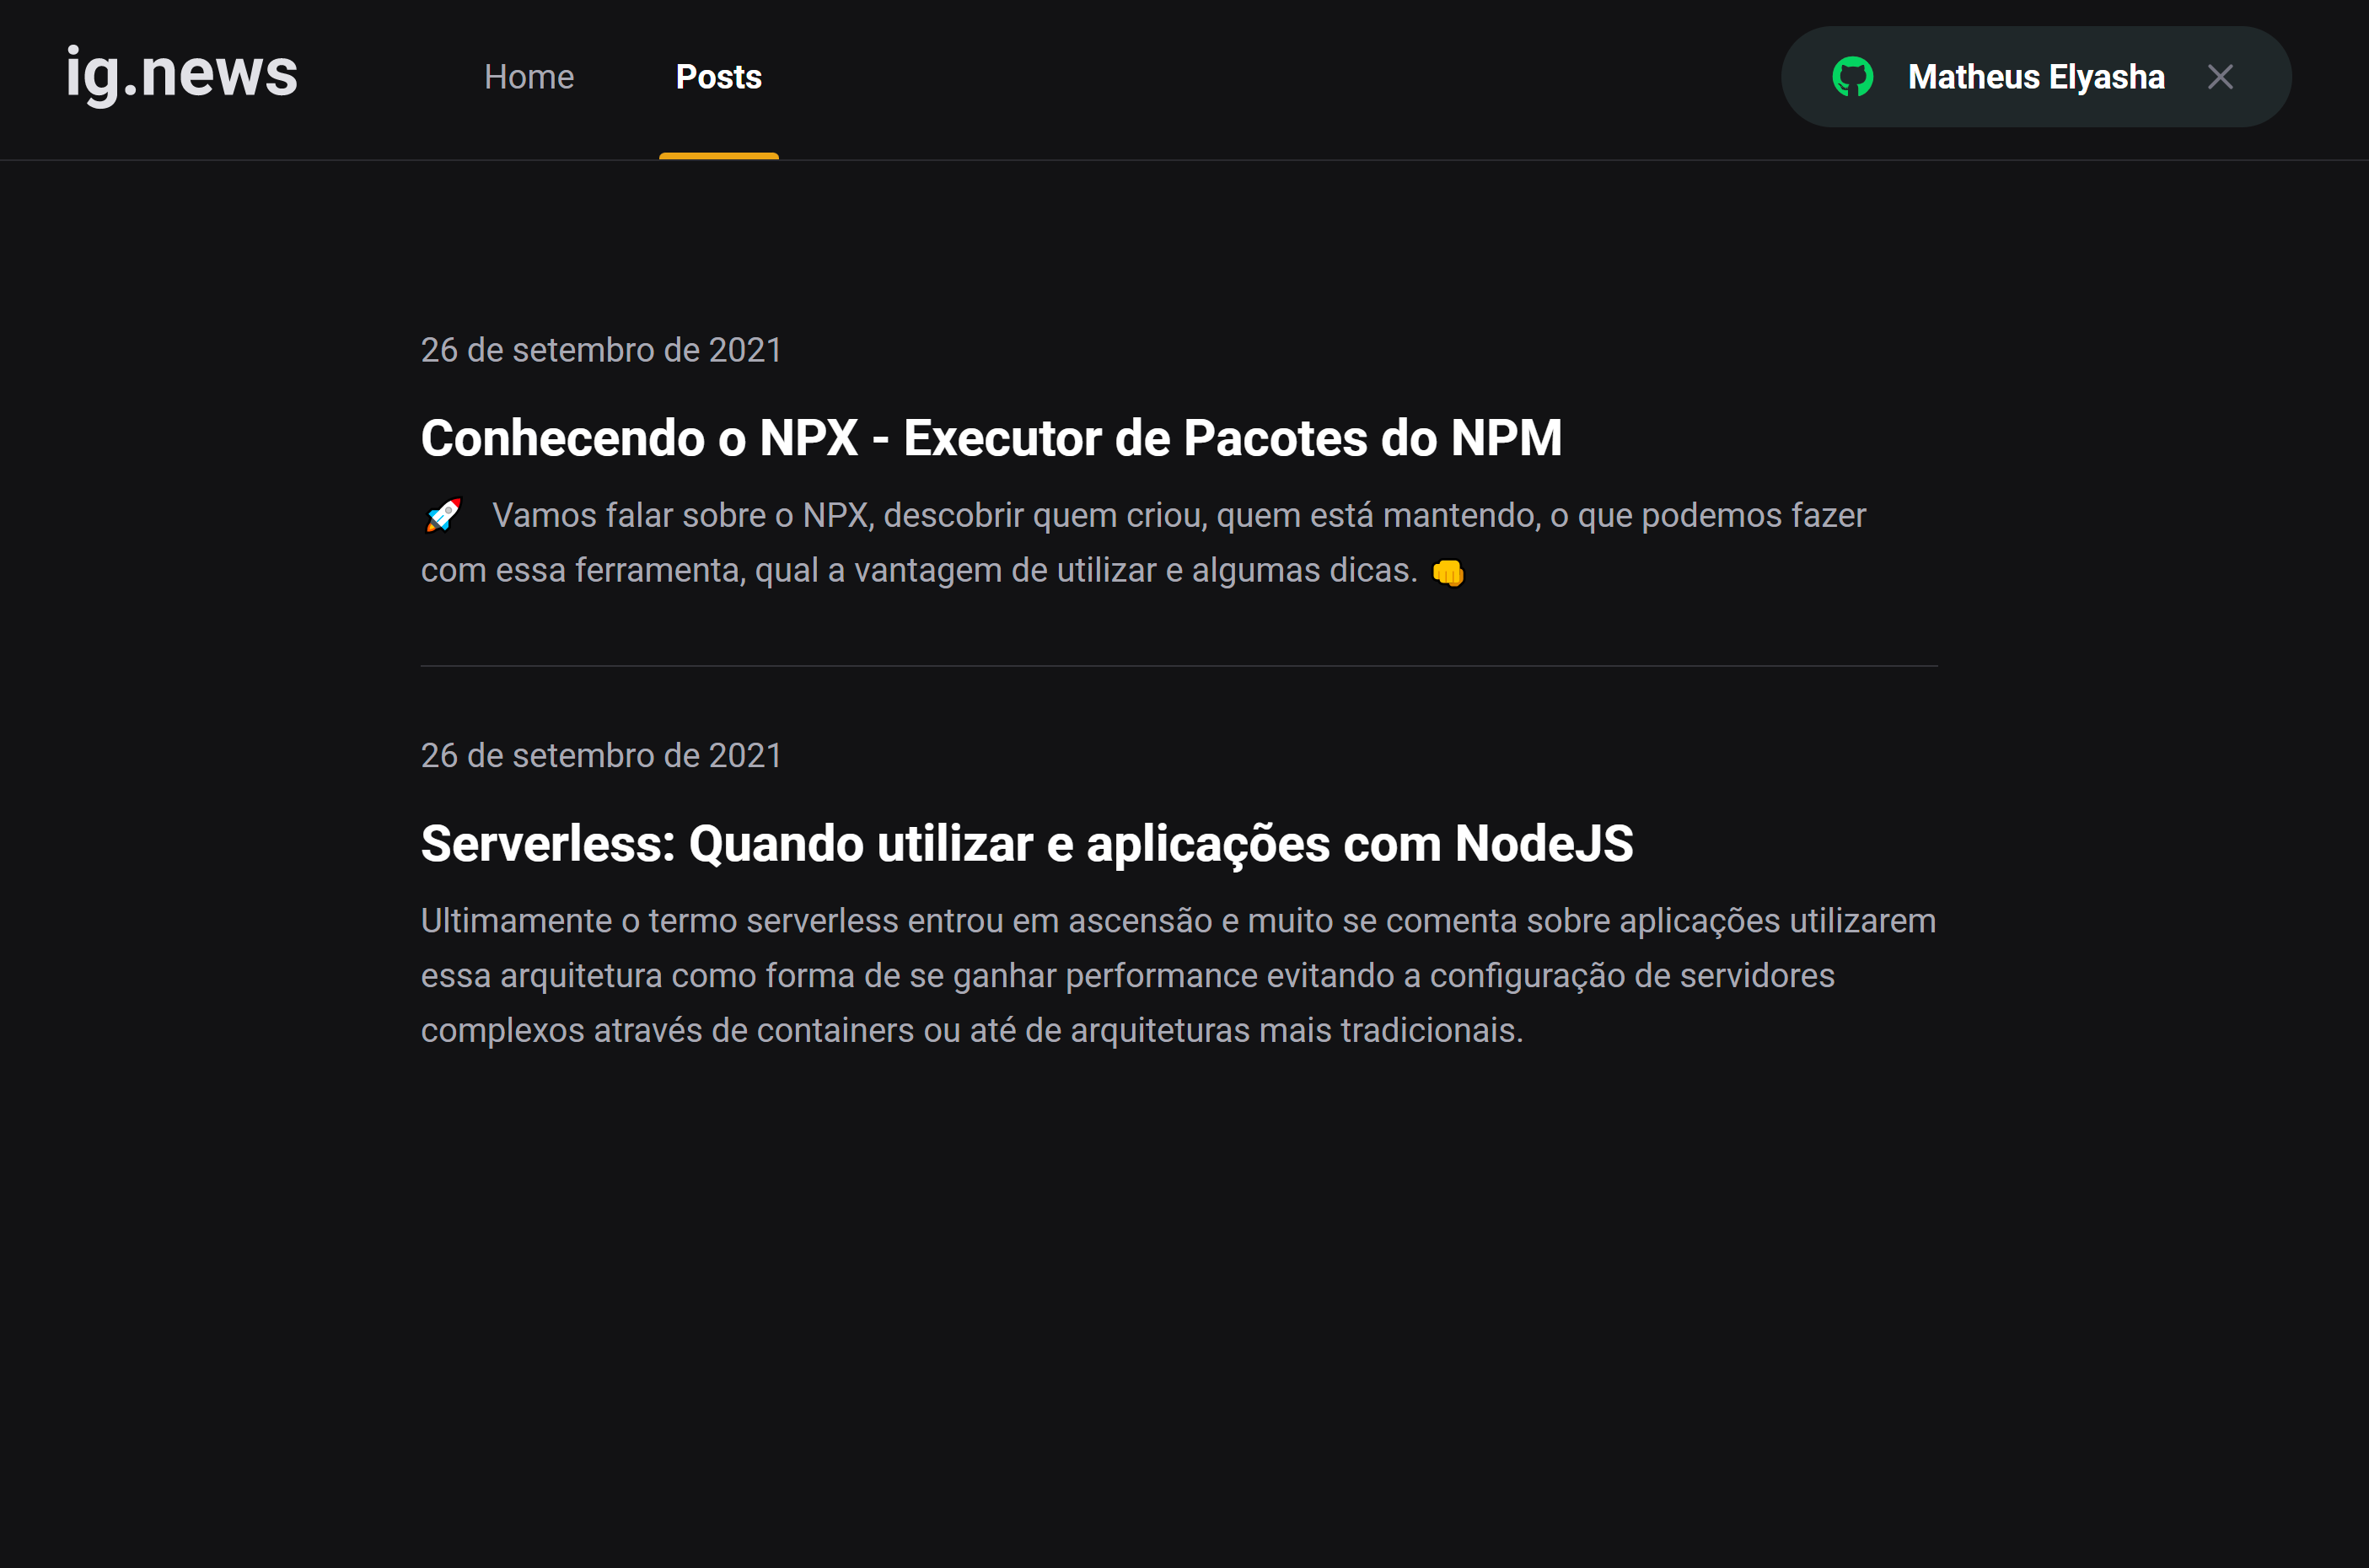 ig.news
Home
Posts
Matheus Elyasha
26 de setembro de 2021
Conhecendo o NPX - Executor de Pacotes do NPM
🚀 Vamos falar sobre o NPX, descobrir quem criou, quem está mantendo, o que podemos fazer
com essa ferramenta, qual a vantagem de utilizar e algumas dicas. 👊
26 de setembro de 2021
Serverless: Quando utilizar e aplicações com NodeJS
Ultimamente o termo serverless entrou em ascensão e muito se comenta sobre aplicações utilizarem
essa arquitetura como forma de se ganhar performance evitando a configuração de servidores
complexos através de containers ou até de arquiteturas mais tradicionais.